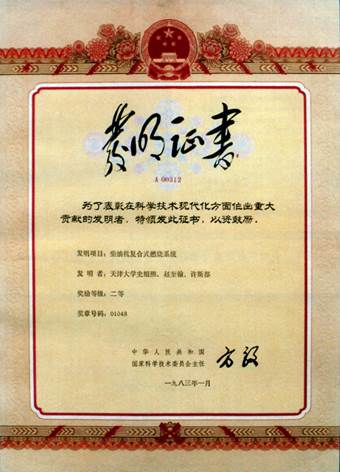 发明证书
A 00312
为了表彰在科学技术现代化方面作出重大
贡献的发明者，特颁发此证书，以资鼓励。
发明项目：柴油机复合式燃烧系统
发 明 者：天津大学史绍熙、赵奎翰、许斯都
奖励等级：二等
奖章号码：01048
中 华 人 民 共 和 国
国家科学技术委员会主任
方毅
一九八三年一月